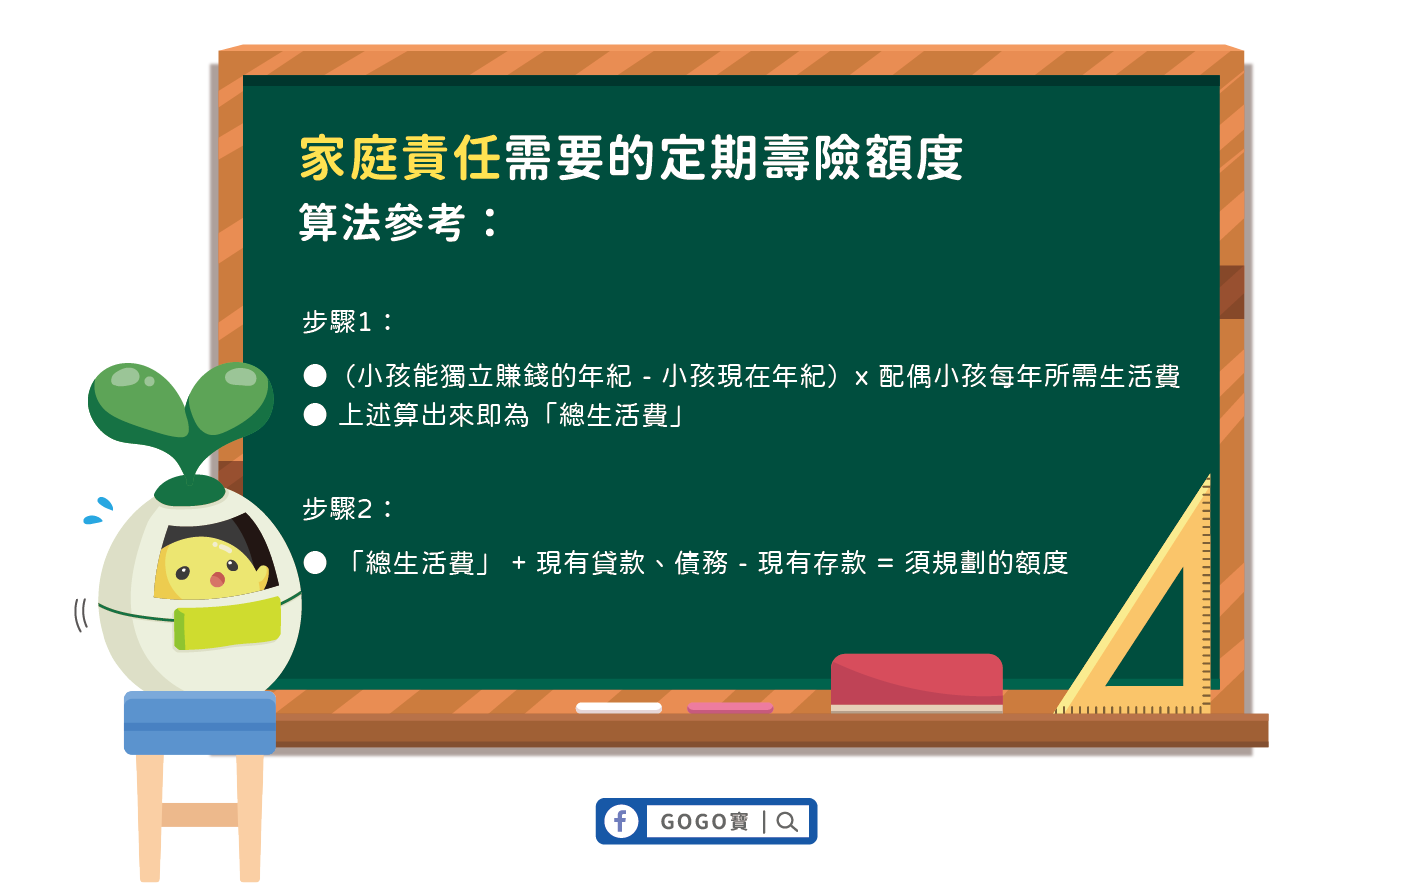 家庭責任需要的定期壽險額度
算法參考：
步驟1：
● （小孩能獨立賺錢的年紀 - 小孩現在年紀）x 配偶小孩每年所需生活費
● 上述算出來即為「總生活費」
步驟2：
● 「總生活費」 + 現有貸款、債務 - 現有存款 = 須規劃的額度
GOGO寶